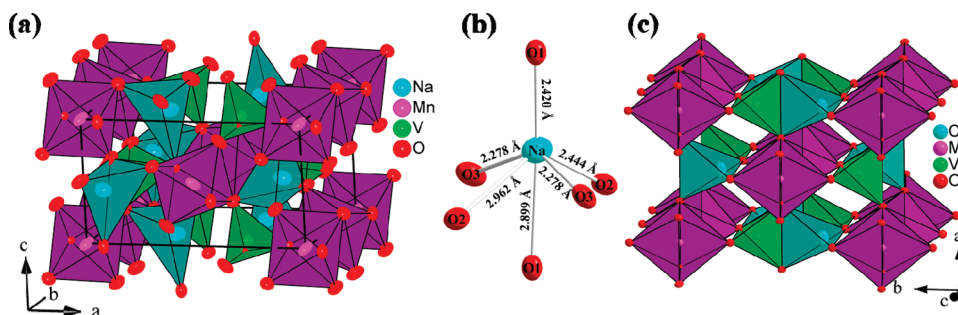 (a)
Na
Mn
V
O
c
b
a
(b)
O1
2.420 Å
Na
2.278 Å
2.444 Å
O3
O2
2.962 Å
2.278 Å
O3
O2
2.899 Å
O1
(c)
a
b
c